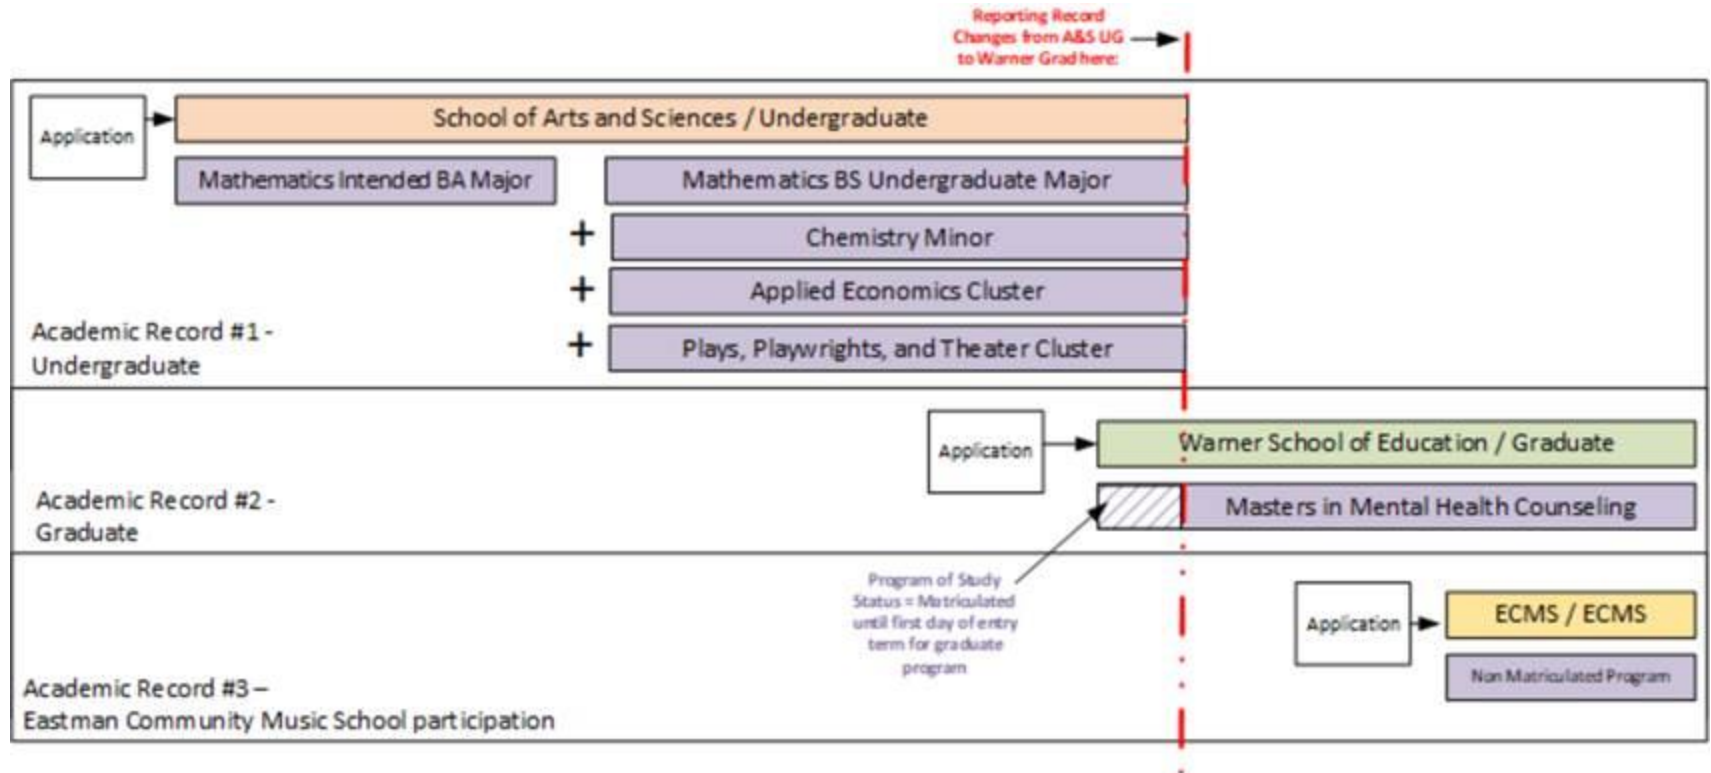 Reporting Record
Changes from A&S UG
to Warner Grad here:
Application
School of Arts and Sciences / Undergraduate
Mathematics Intended BA Major
Mathematics BS Undergraduate Major
+
Chemistry Minor
+
Applied Economics Cluster
+
Plays, Playwrights, and Theater Cluster
Academic Record #1 -
Undergraduate
Application
Warner School of Education / Graduate
Masters in Mental Health Counseling
Academic Record #2 -
Graduate
Program of Study
Status = Matriculated
until first day of entry
term for graduate
program
Application
ECMS / ECMS
Non Matriculated Program
Academic Record #3 –
Eastman Community Music School participation